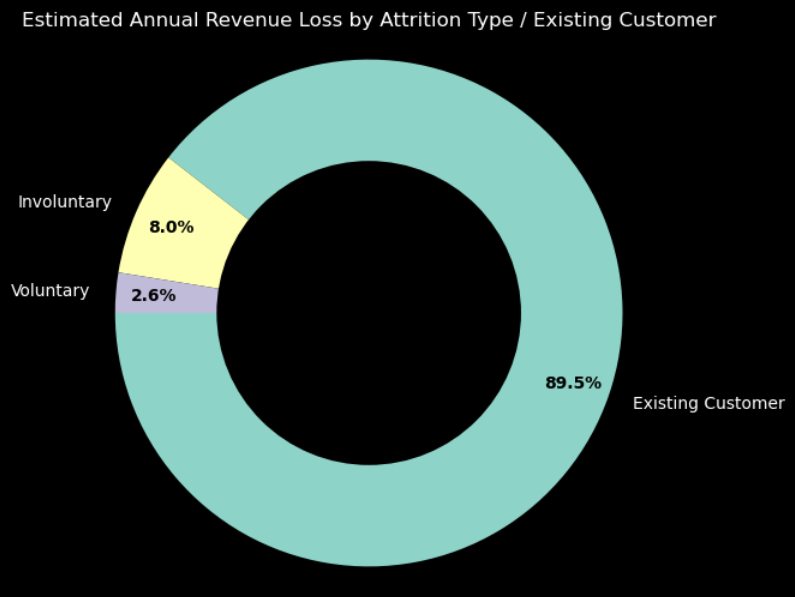 Estimated Annual Revenue Loss by Attrition Type / Existing Customer
Involuntary
8.0%
Voluntary
2.6%
89.5%
Existing Customer